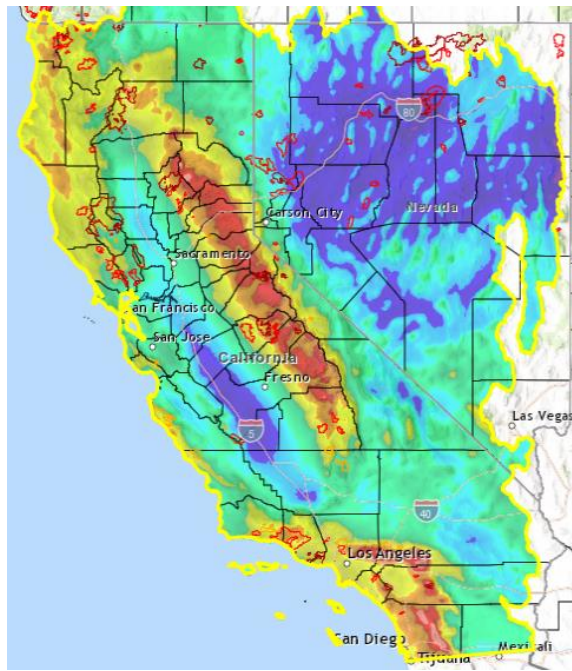 80
Nevada
Carson City
Sacramento
an Francisco
San Jose
California
Fresno
Las Vegas
5
40
Los Angeles
San Diego
Tijuana
Mexicali